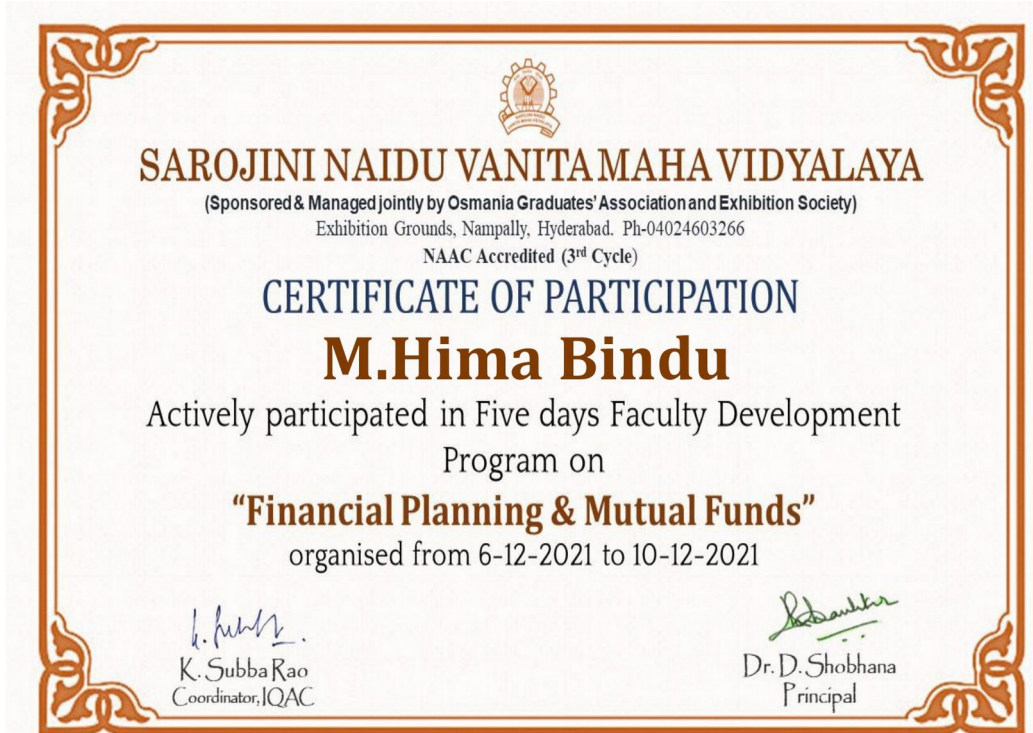 SAROJINI NAIDU VANITA MAHA VIDYALAYA
(Sponsored & Managed jointly by Osmania Graduates' Association and Exhibition Society)
Exhibition Grounds, Nampally, Hyderabad. Ph-04024603266
NAAC Accredited (3rd Cycle)
CERTIFICATE OF PARTICIPATION
M.Hima Bindu
Actively participated in Five days Faculty Development
Program on
“Financial Planning & Mutual Funds”
organised from 6-12-2021 to 10-12-2021
K. Subba Rao
Coordinator, IQAC
Dr. D. Shobhana
Principal